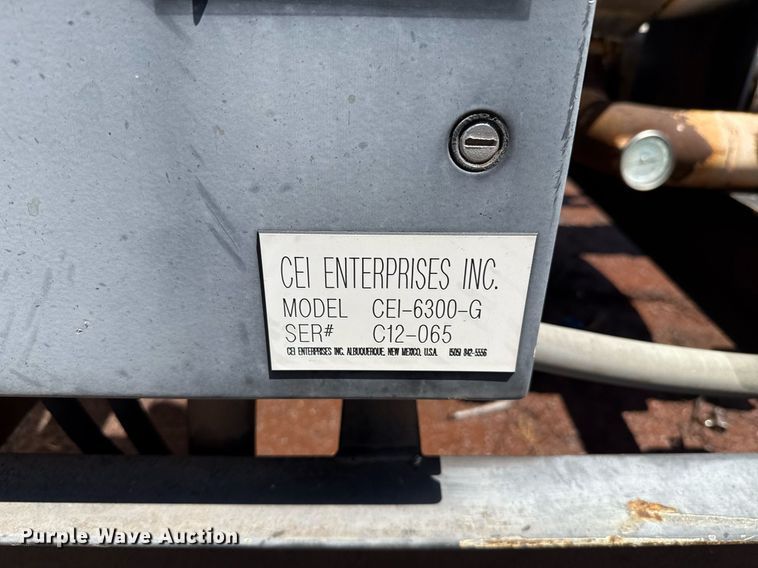 CEI ENTERPRISES INC.
MODEL CEI-6300-G
SER# C12-065
CEI ENTERPRISES INC. ALBUQUERQUE, NEW MEXICO, U.S.A. (505) 842-5556
Purple Wave Auction